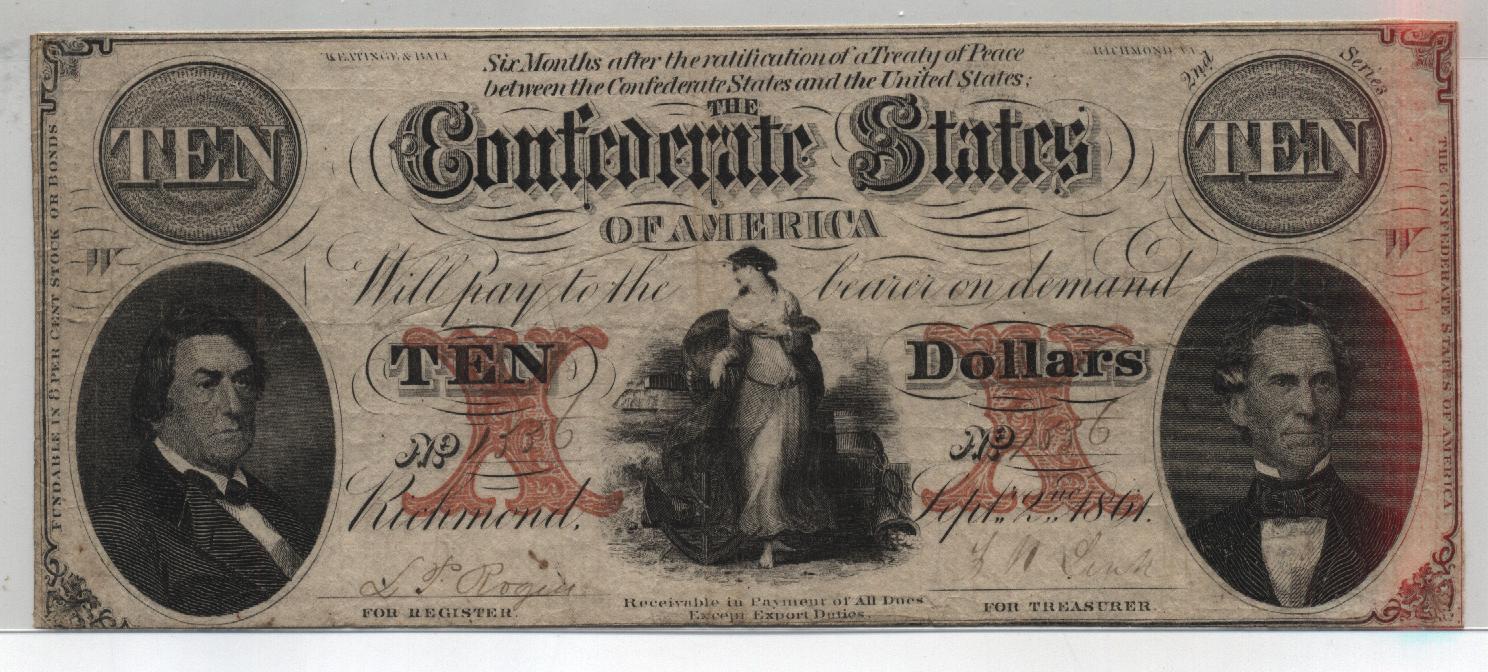 KEATINGE & BALL
Six Months after the ratification of a Treaty of Peace
between the Confederate States and the United States;
RICHMOND, VA.
2nd Series
TEN
THE
Confederate States
TEN
OF AMERICA
W
W
Will pay to the bearer on demand
X
X
TEN
Dollars
No
No
Richmond, Sept. 2nd 1861.
FOR REGISTER.
Receivable in Payment of All Dues
Except Export Duties.
FOR TREASURER.
FUNDABLE IN 8 PER CENT STOCK OR BONDS
THE CONFEDERATE STATES OF AMERICA